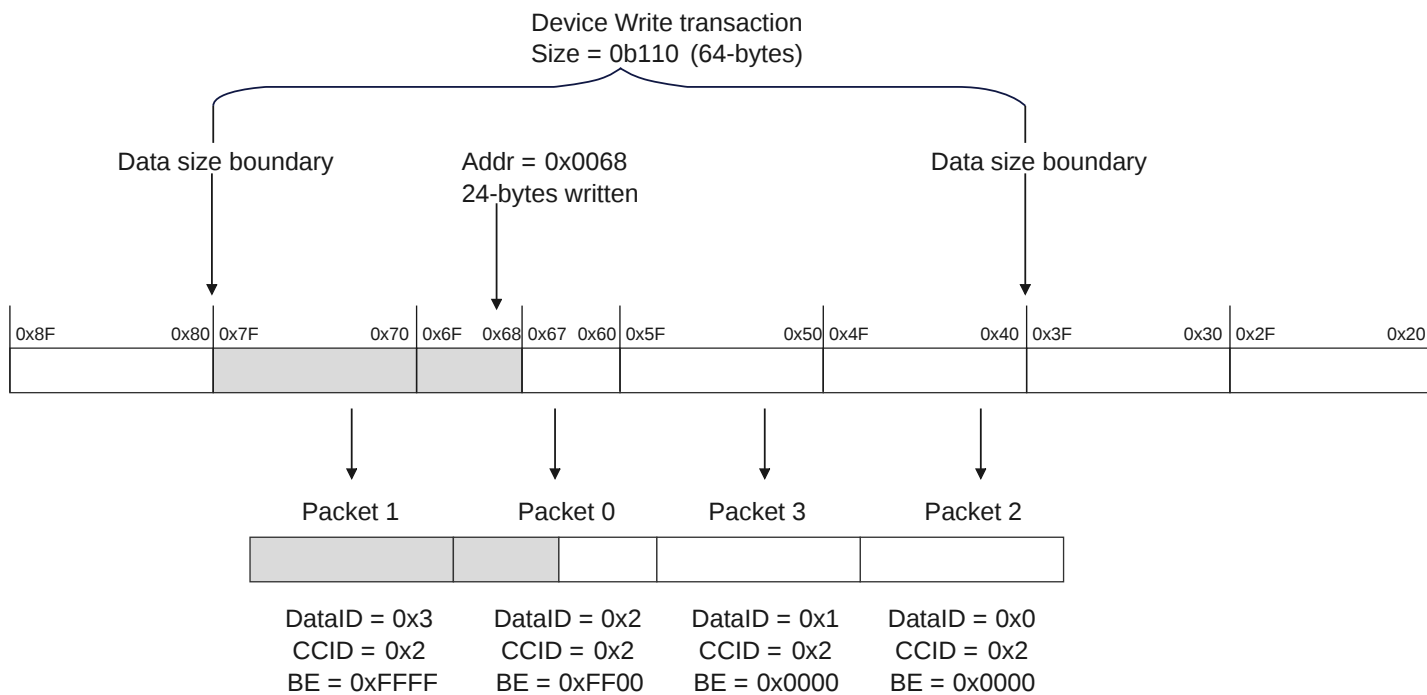 Device Write transaction
Size = 0b110 (64-bytes)
Data size boundary
Addr = 0x0068
24-bytes written
Data size boundary
0x8F 0x80 0x7F 0x70 0x6F 0x68 0x67 0x60 0x5F 0x50 0x4F 0x40 0x3F 0x30 0x2F 0x20
Packet 1 Packet 0 Packet 3 Packet 2
DataID = 0x3 DataID = 0x2 DataID = 0x1 DataID = 0x0
CCID = 0x2 CCID = 0x2 CCID = 0x2 CCID = 0x2
BE = 0xFFFF BE = 0xFF00 BE = 0x0000 BE = 0x0000